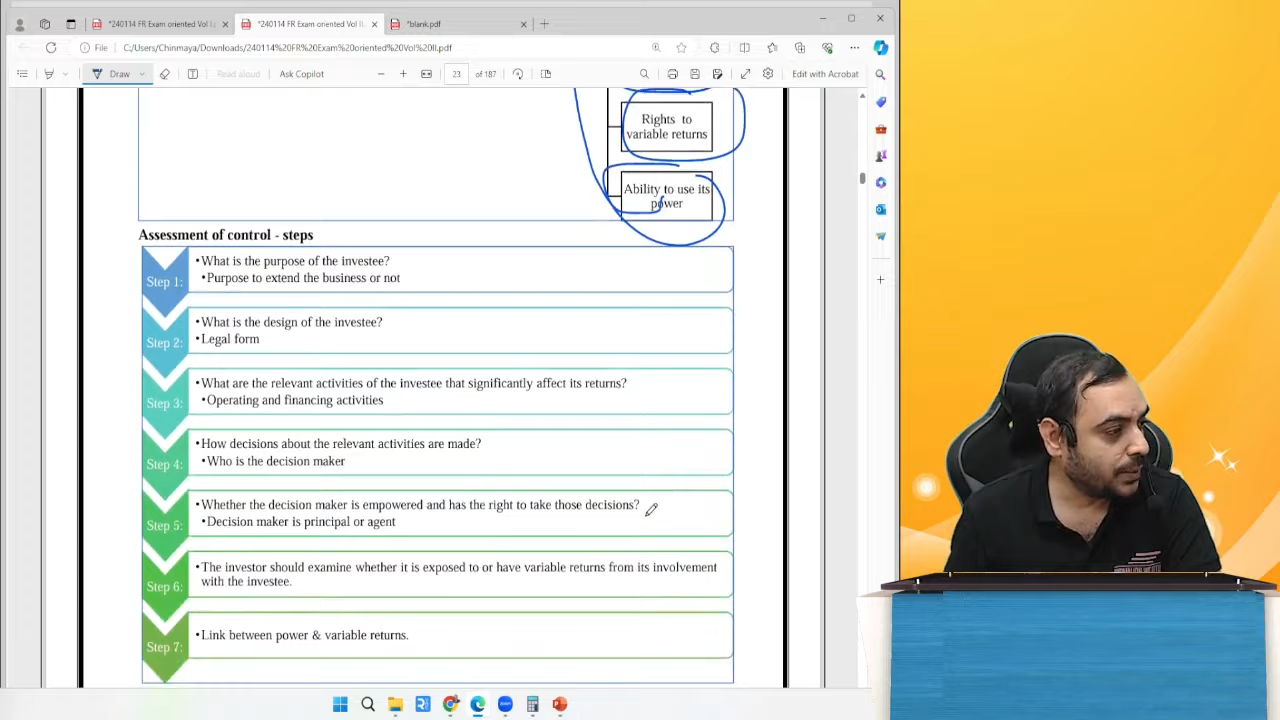 *240114 FR Exam oriented Vol I.
*240114 FR Exam oriented Vol II.
*blank.pdf
File
C:/Users/Chinmaya/Downloads/240114%20FR%20Exam%20oriented%20Vol%20II.pdf
Draw
Read aloud
Ask Copilot
23
of 187
Edit with Acrobat
Rights to
variable returns
Ability to use its
power
Assessment of control - steps
Step 1:
•What is the purpose of the investee?
•Purpose to extend the business or not
Step 2:
•What is the design of the investee?
•Legal form
Step 3:
•What are the relevant activities of the investee that significantly affect its returns?
•Operating and financing activities
Step 4:
•How decisions about the relevant activities are made?
•Who is the decision maker
Step 5:
•Whether the decision maker is empowered and has the right to take those decisions?
•Decision maker is principal or agent
Step 6:
•The investor should examine whether it is exposed to or have variable returns from its involvement
with the investee.
Step 7:
•Link between power & variable returns.